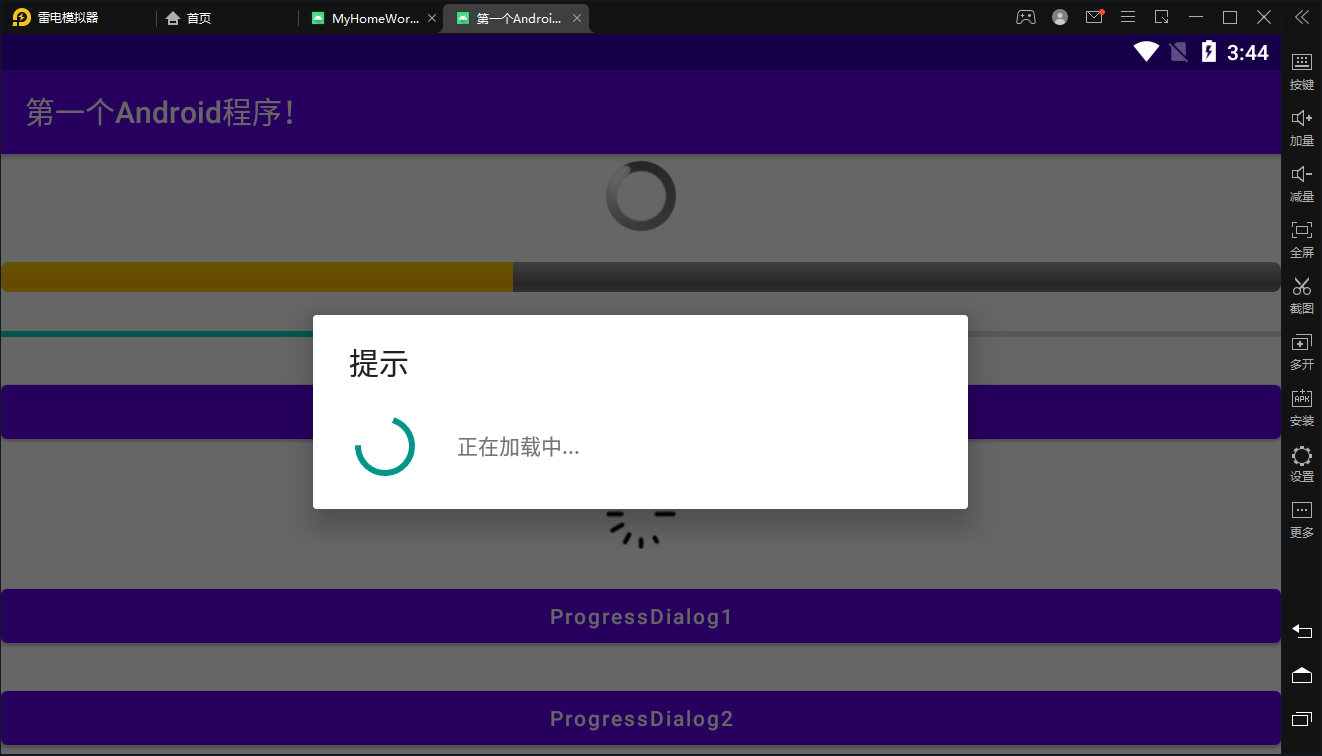 雷电模拟器
首页
MyHomeWor...
第一个Androi...
3:44
第一个Android程序!
提示
正在加载中...
ProgressDialog1
ProgressDialog2
按键
加量
减量
全屏
截图
多开
APK
安装
设置
更多